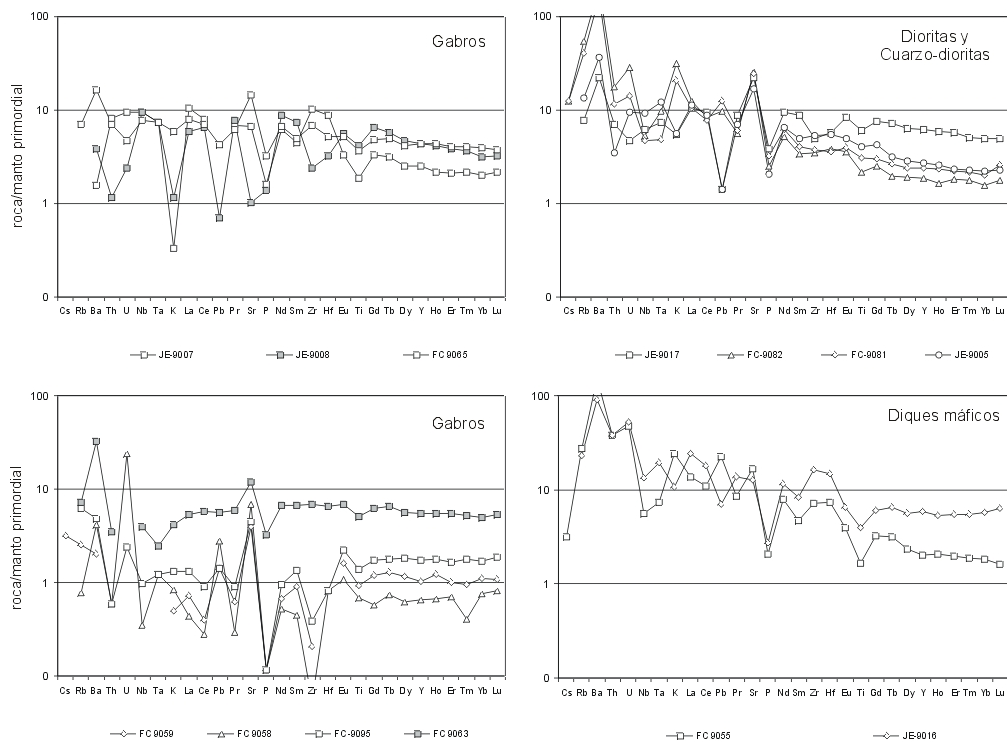 100
Gabros
10
1
0
roca/manto primordial
Cs Rb Ba Th U Nb Ta K La Ce Pb Pr Sr P Nd Sm Zr Hf Eu Ti Gd Tb Dy Y Ho Er Tm Yb Lu
JE-9007 JE-9008 FC 9065
100
Dioritas y
Cuarzo-dioritas
10
1
0
Cs Rb Ba Th U Nb Ta K La Ce Pb Pr Sr P Nd Sm Zr Hf Eu Ti Gd Tb Dy Y Ho Er Tm Yb Lu
JE-9017 FC-9082 FC-9081 JE-9005
100
Gabros
10
1
0
roca/manto primordial
Cs Rb Ba Th U Nb Ta K La Ce Pb Pr Sr P Nd Sm Zr Hf Eu Ti Gd Tb Dy Y Ho Er Tm Yb Lu
FC 9059 FC 9058 FC-9095 FC 9063
100
Diques máficos
10
1
0
Cs Rb Ba Th U Nb Ta K La Ce Pb Pr Sr P Nd Sm Zr Hf Eu Ti Gd Tb Dy Y Ho Er Tm Yb Lu
FC 9055 JE-9016